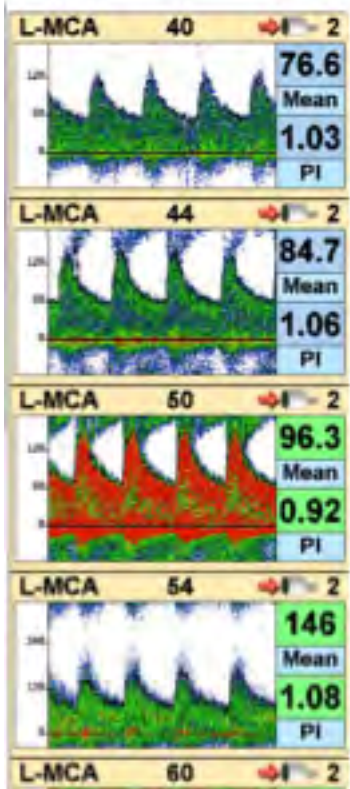 L-MCA 40 2
76.6
Mean
1.03
PI
L-MCA 44 2
84.7
Mean
1.06
PI
L-MCA 50 2
96.3
Mean
0.92
PI
L-MCA 54 2
146
Mean
1.08
PI
L-MCA 60 2